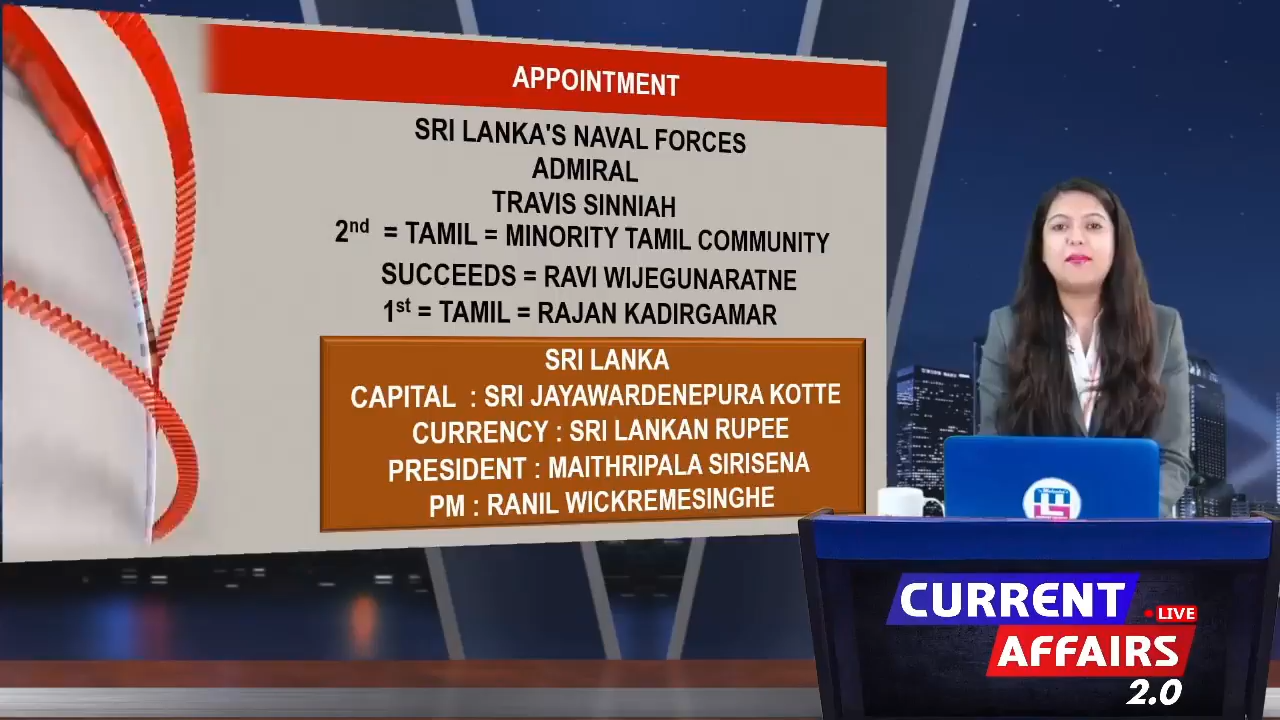 APPOINTMENT
SRI LANKA'S NAVAL FORCES
ADMIRAL
TRAVIS SINNIAH
2nd = TAMIL = MINORITY TAMIL COMMUNITY
SUCCEEDS = RAVI WIJEGUNARATNE
1st = TAMIL = RAJAN KADIRGAMAR
SRI LANKA
CAPITAL : SRI JAYAWARDENEPURA KOTTE
CURRENCY : SRI LANKAN RUPEE
PRESIDENT : MAITHRIPALA SIRISENA
PM : RANIL WICKREMESINGHE
CURRENT
LIVE
AFFAIRS
2.0